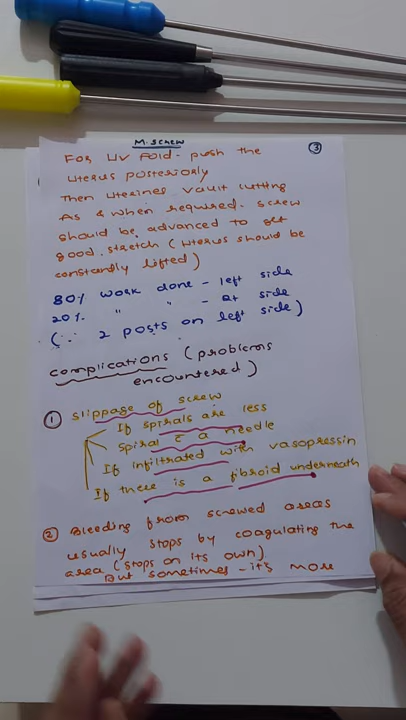 M. SCREW
3
For UV Fold - push the
Uterus posteriorly
Then Uterines vault cutting
As & when required. screw
should be advanced to get
good stretch (Uterus should be
constantly lifted)
80% work done - left side
20% " " - Rt side
(∵ 2 posts on left side)
complications (problems
encountered)
① slippage of screw
If spirals are less
Spiral c̄ a needle
If infiltrated with vasopressin
If there is a fibroid underneath
② Bleeding from screwed areas
usually stops by coagulating the
area (stops on its own)
But sometimes - it's more